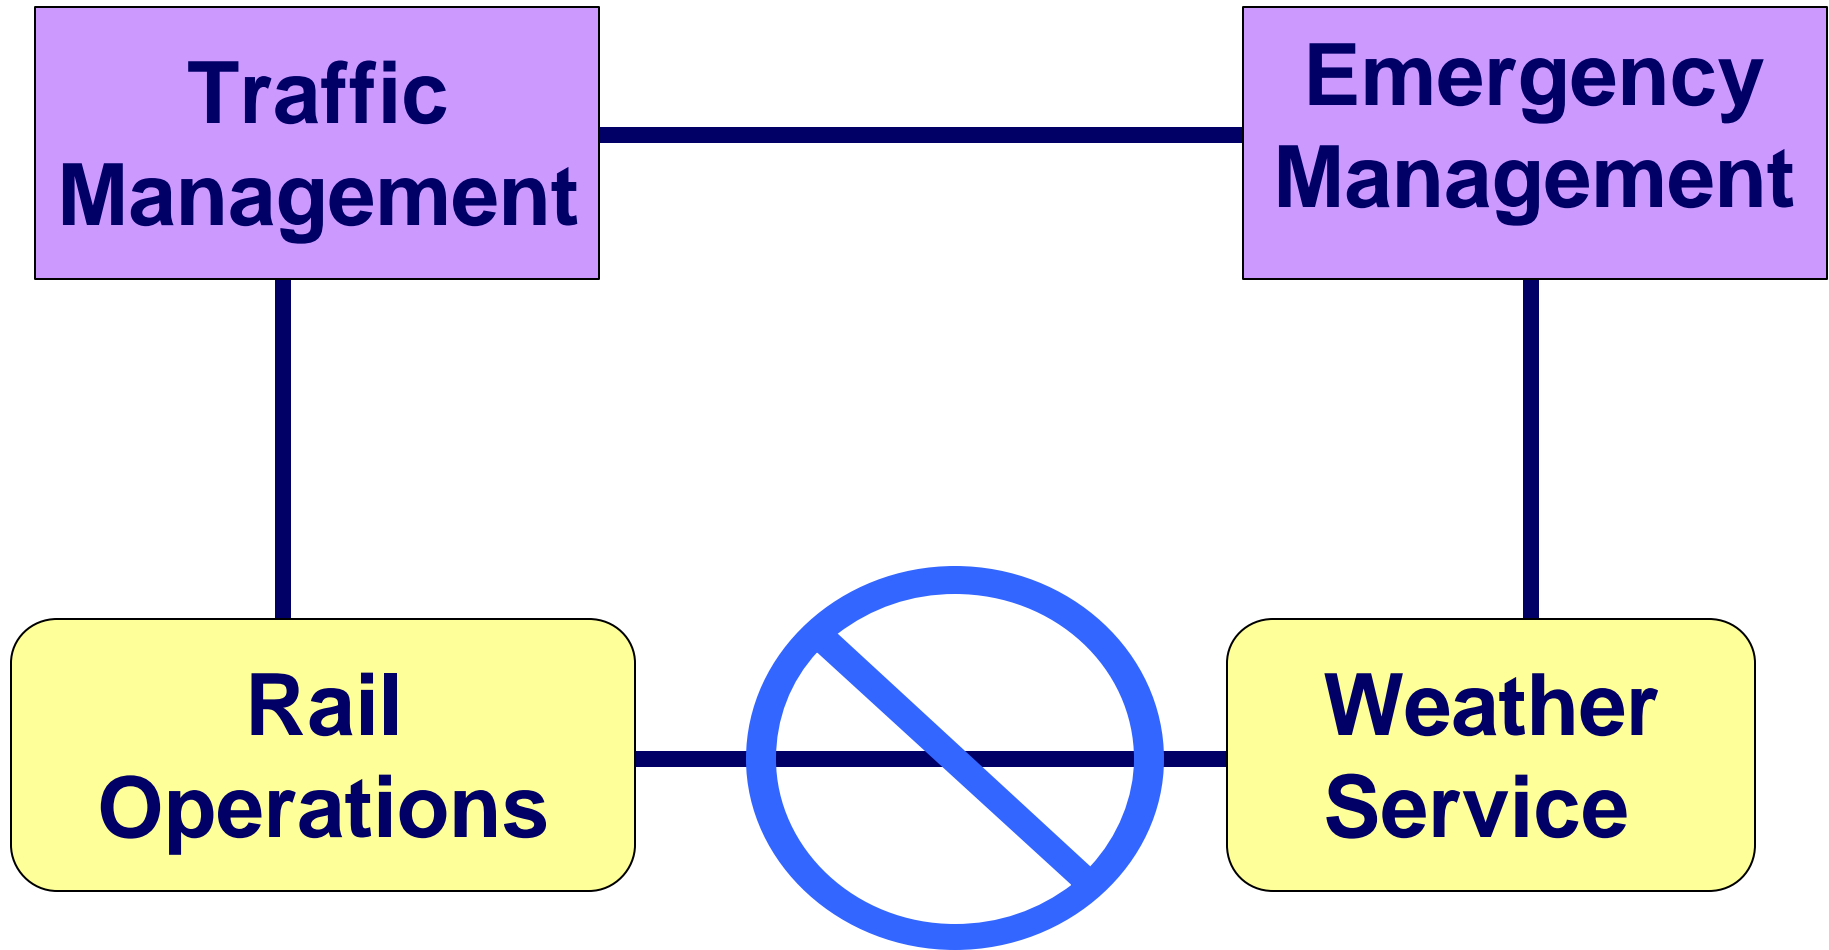 Traffic
Management
Emergency
Management
Rail
Operations
Weather
Service